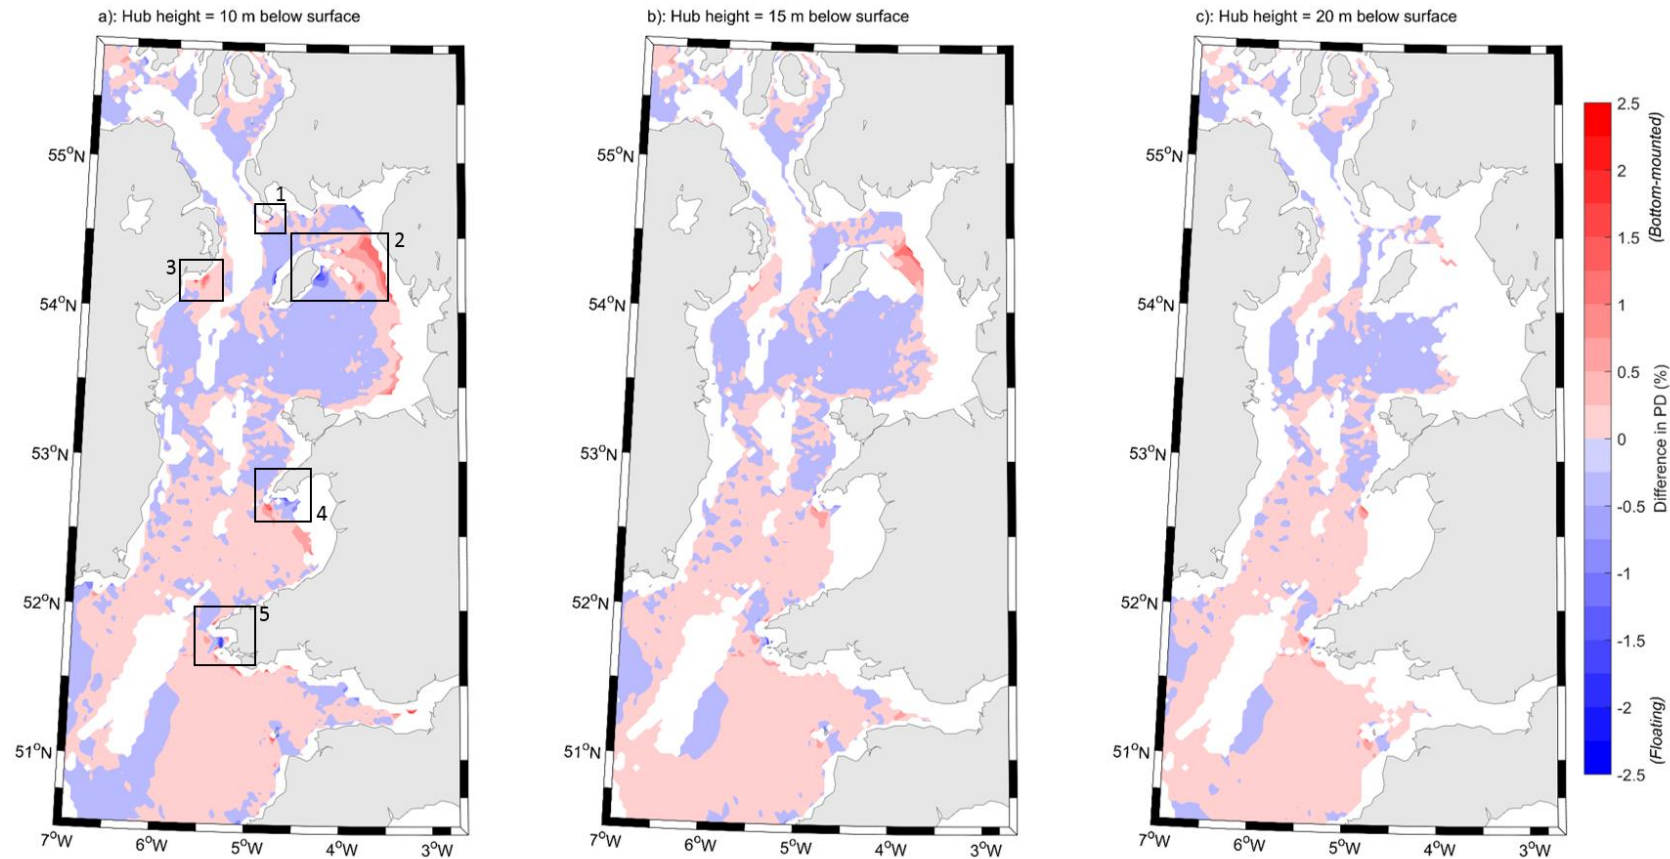 a): Hub height = 10 m below surface
b): Hub height = 15 m below surface
c): Hub height = 20 m below surface
55°N
54°N
53°N
52°N
51°N
7°W
6°W
5°W
4°W
3°W
1
2
3
4
5
55°N
54°N
53°N
52°N
51°N
7°W
6°W
5°W
4°W
3°W
55°N
54°N
53°N
52°N
51°N
7°W
6°W
5°W
4°W
3°W
2.5
2
1.5
1
0.5
0
-0.5
-1
-1.5
-2
-2.5
(Bottom-mounted)
Difference in PD (%)
(Floating)